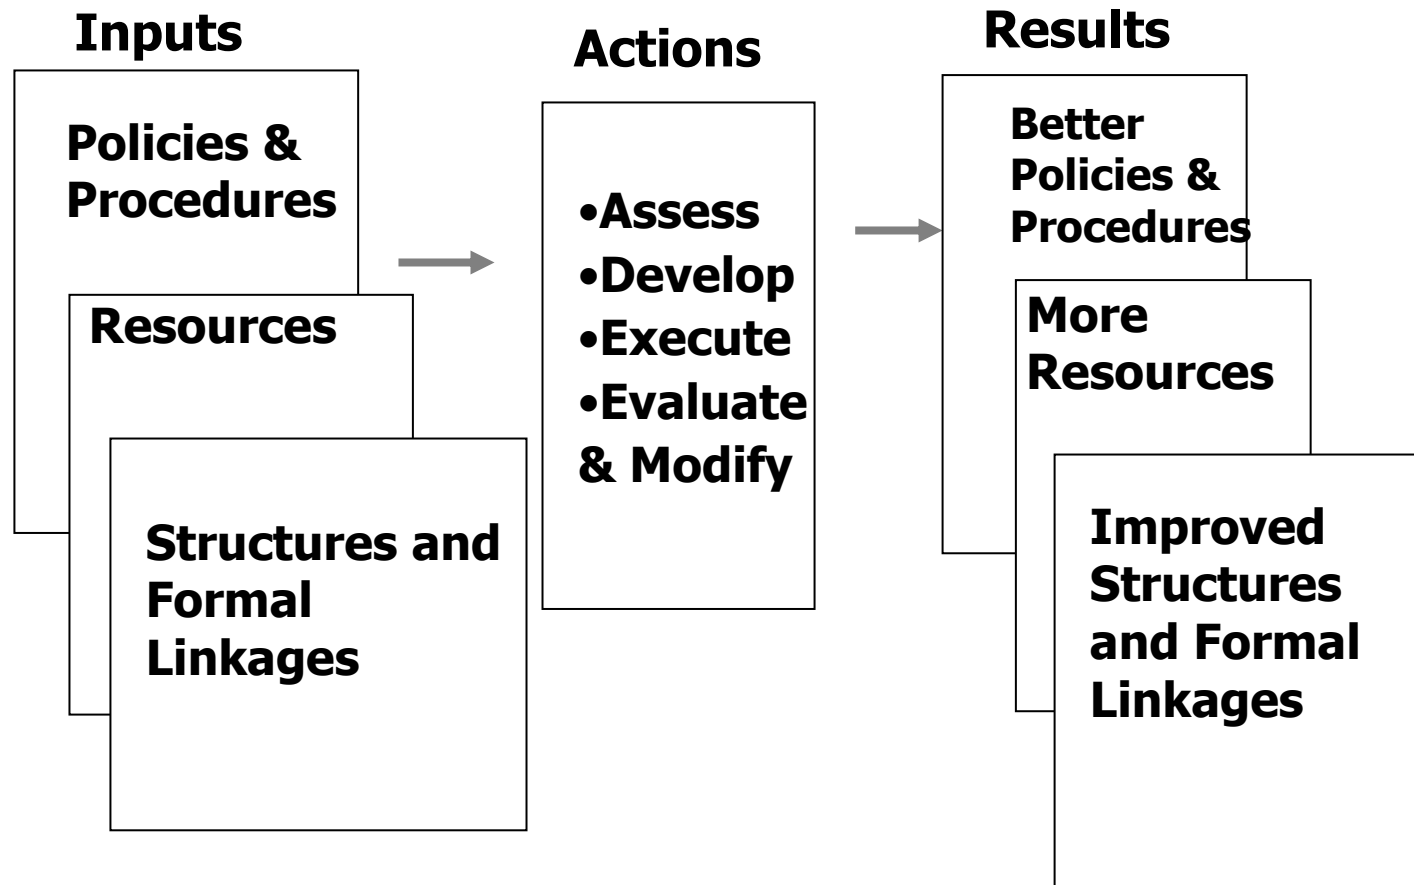 Inputs
Policies &
Procedures
Resources
Structures and
Formal
Linkages
Actions
•Assess
•Develop
•Execute
•Evaluate
& Modify
Results
Better
Policies &
Procedures
More
Resources
Improved
Structures
and Formal
Linkages